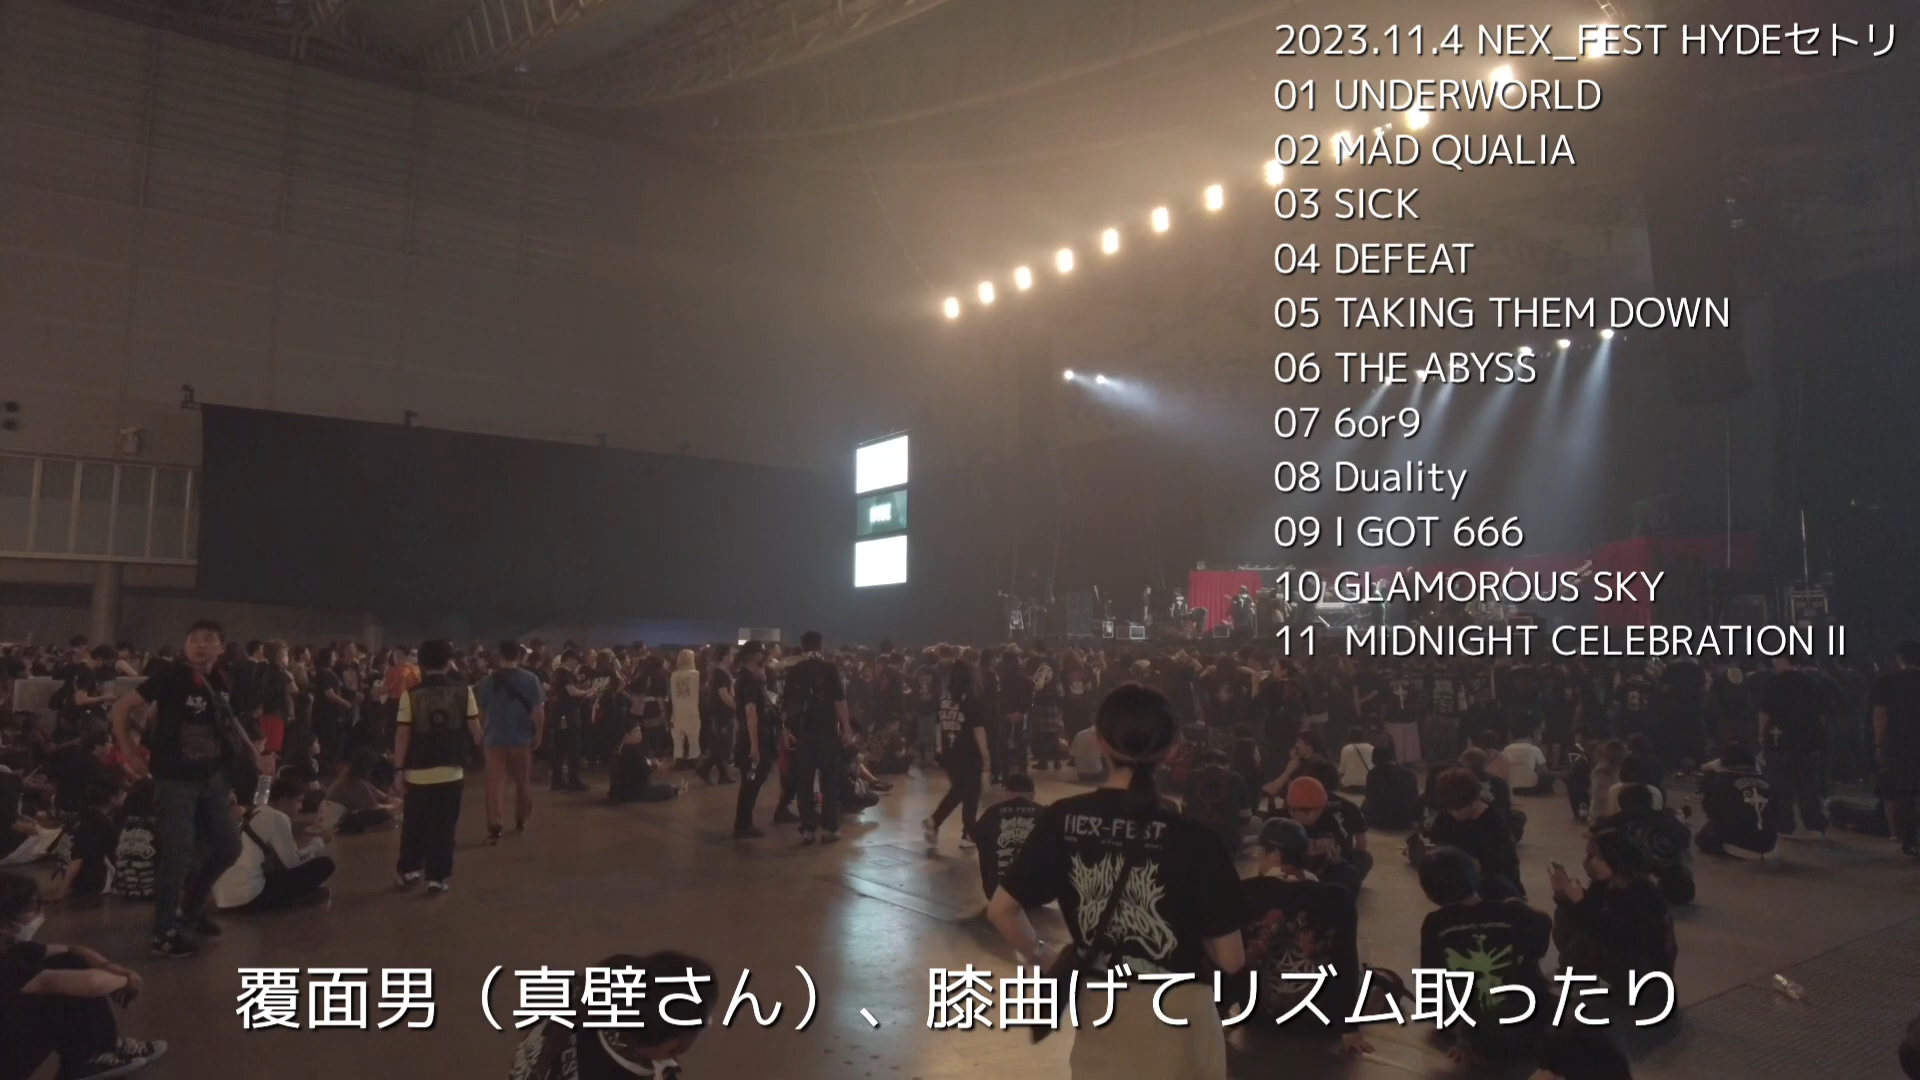 2023.11.4 NEX_FEST HYDEセトリ
01 UNDERWORLD
02 MAD QUALIA
03 SICK
04 DEFEAT
05 TAKING THEM DOWN
06 THE ABYSS
07 6or9
08 Duality
09 I GOT 666
10 GLAMOROUS SKY
11 MIDNIGHT CELEBRATION II
NEX-FEST
覆面男（真壁さん）、膝曲げてリズム取ったり